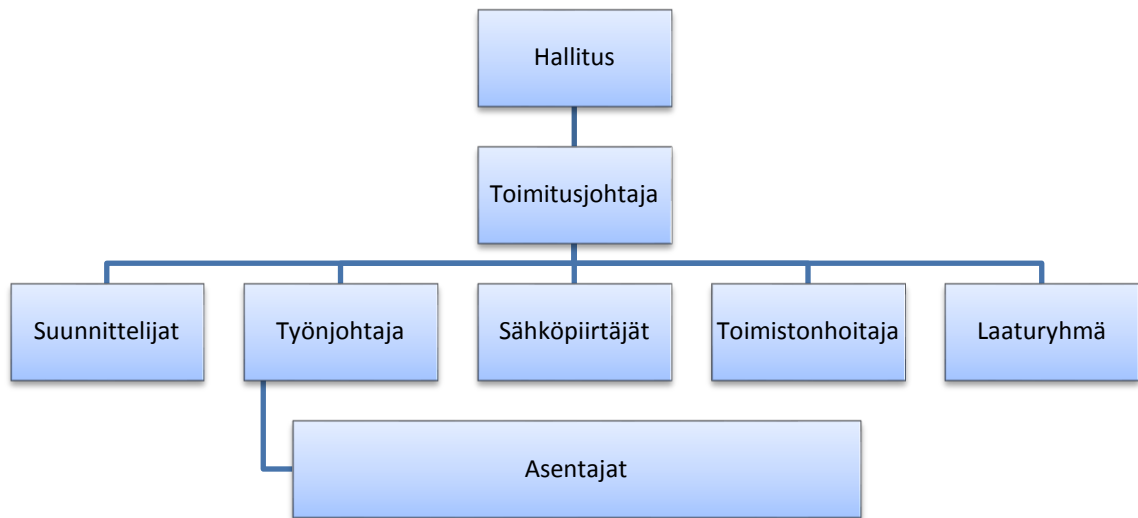 Hallitus
Toimitusjohtaja
Suunnittelijat
Työnjohtaja
Sähköpiirtäjät
Toimistonhoitaja
Laaturyhmä
Asentajat